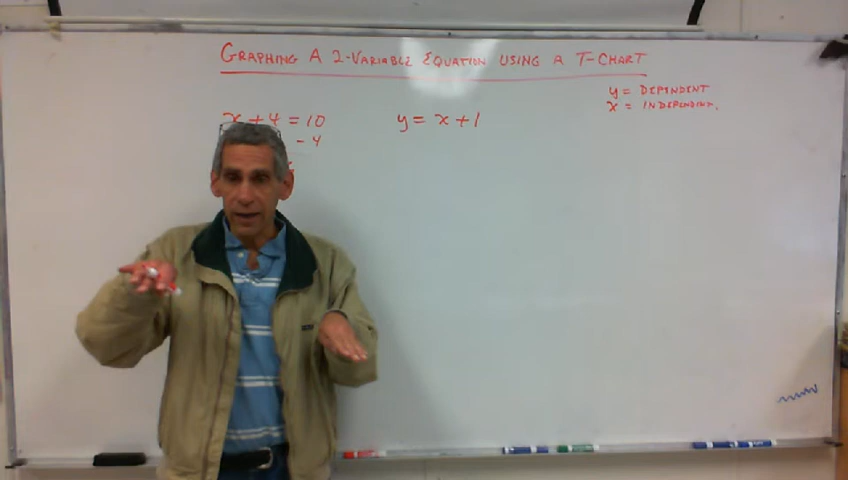 GRAPHING A 2-VARIABLE EQUATION USING A T-CHART
y = DEPENDENT
x = INDEPENDENT.
x + 4 = 10
y = x + 1
- 4